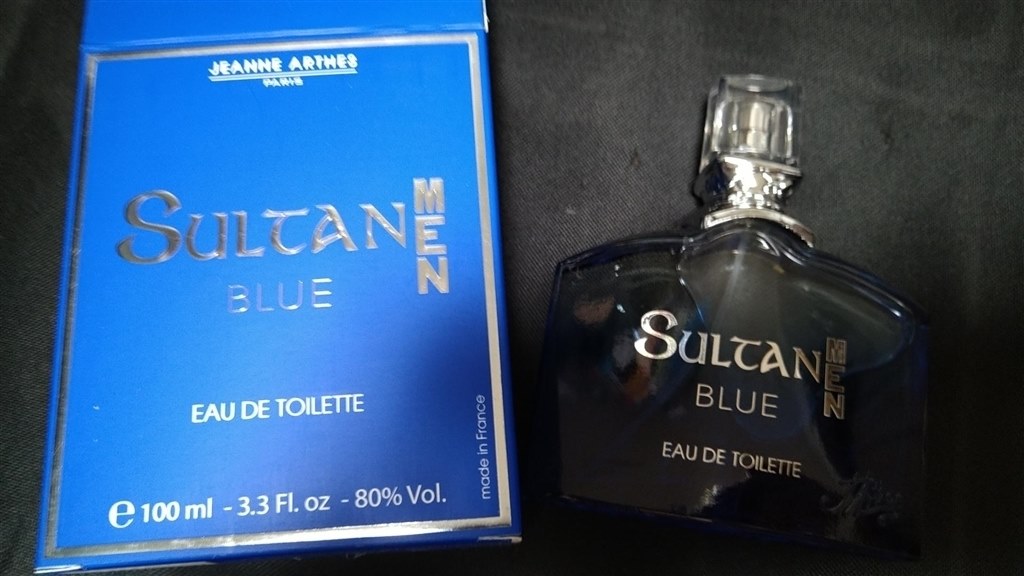 JEANNE ARTHES
PARIS
SULTAN MEN
BLUE
EAU DE TOILETTE
made in France
e 100 ml - 3.3 Fl. oz - 80% Vol.
SULTAN MEN
BLUE
EAU DE TOILETTE